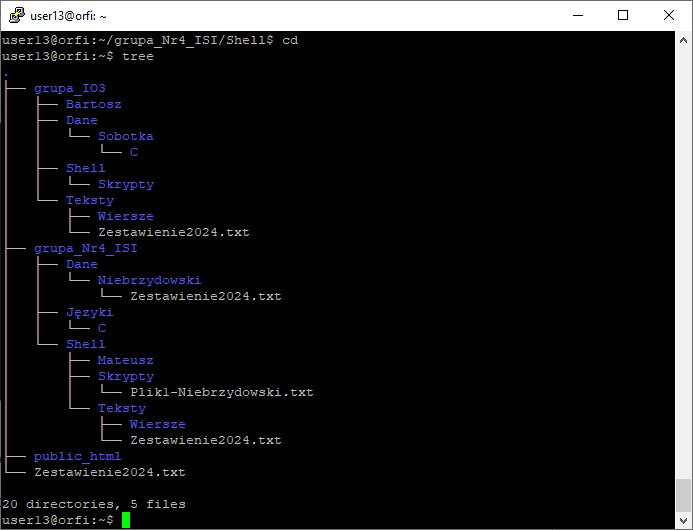 user13@orfi: ~
user13@orfi:~/grupa_Nr4_ISI/Shell$ cd
user13@orfi:~$ tree
.
├── grupa_IO3
│   ├── Bartosz
│   ├── Dane
│   │   └── Sobotka
│   │       └── C
│   ├── Shell
│   │   └── Skrypty
│   └── Teksty
│       ├── Wiersze
│       └── Zestawienie2024.txt
├── grupa_Nr4_ISI
│   ├── Dane
│   │   └── Niebrzydowski
│   │       └── Zestawienie2024.txt
│   ├── Języki
│   │   └── C
│   └── Shell
│       ├── Mateusz
│       ├── Skrypty
│       │   └── Plik1-Niebrzydowski.txt
│       └── Teksty
│           ├── Wiersze
│           └── Zestawienie2024.txt
├── public_html
└── Zestawienie2024.txt
20 directories, 5 files
user13@orfi:~$